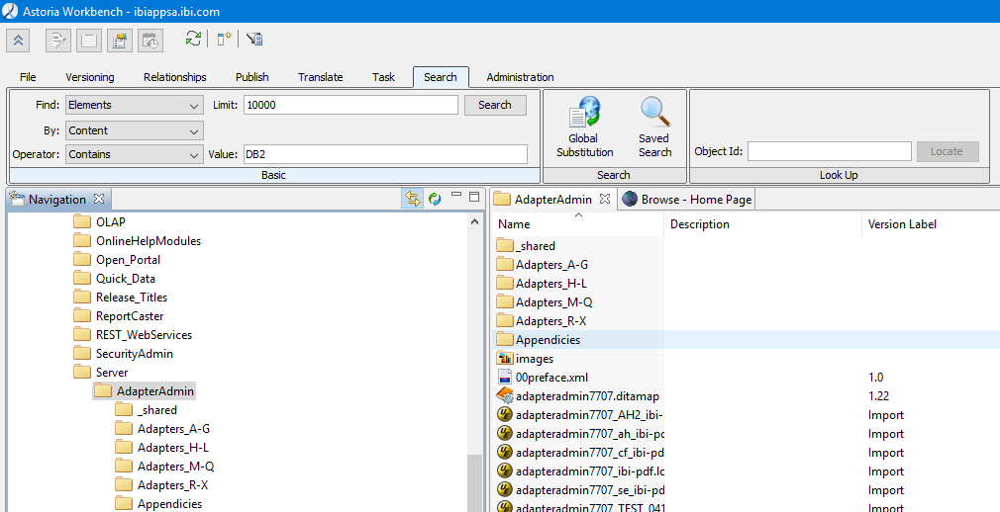 Astoria Workbench - ibiappsa.ibi.com
File Versioning Relationships Publish Translate Task Search Administration
Find: Elements Limit: 10000 Search
By: Content
Operator: Contains Value: DB2
Basic
Global Substitution
Saved Search
Search
Object Id: Locate
Look Up
Navigation
OLAP
OnlineHelpModules
Open_Portal
Quick_Data
Release_Titles
ReportCaster
REST_WebServices
SecurityAdmin
Server
AdapterAdmin
_shared
Adapters_A-G
Adapters_H-L
Adapters_M-Q
Adapters_R-X
Appendicies
AdapterAdmin Browse - Home Page
Name Description Version Label
_shared
Adapters_A-G
Adapters_H-L
Adapters_M-Q
Adapters_R-X
Appendicies
images
00preface.xml 1.0
adapteradmin7707.ditamap 1.22
adapteradmin7707_AH2_ibi- Import
adapteradmin7707_ah_ibi-pd Import
adapteradmin7707_cf_ibi-pd Import
adapteradmin7707_ibi-pdf.lo Import
adapteradmin7707_se_ibi-pd Import
adapteradmin7707_TEST_041 Import